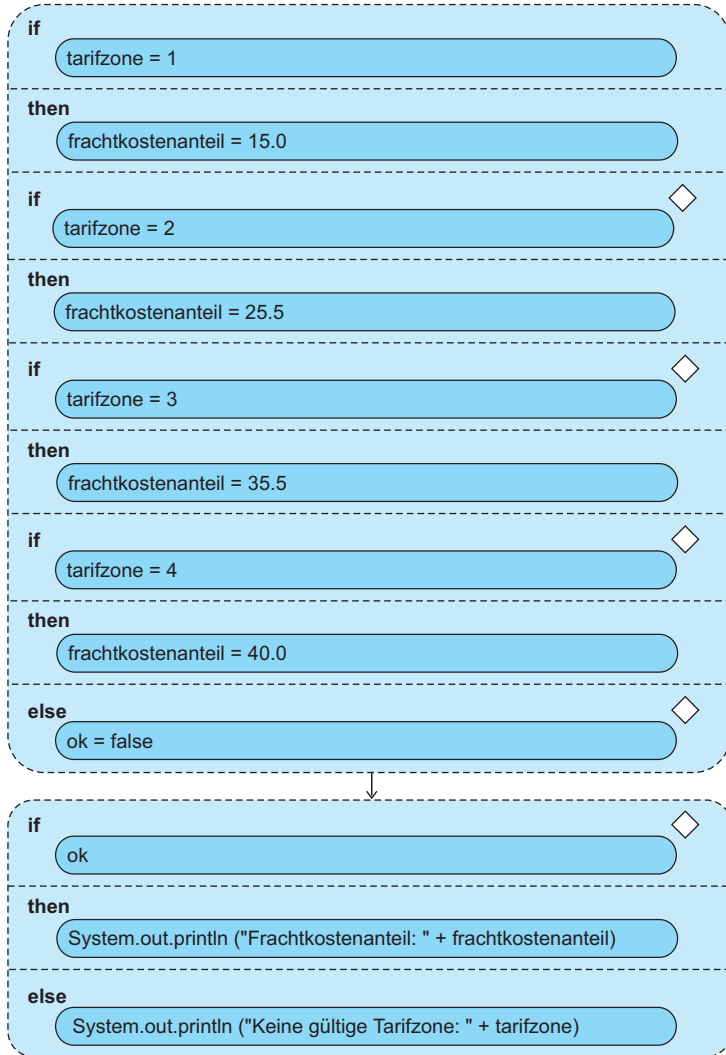 if
tarifzone = 1
then
frachtkostenanteil = 15.0
if
tarifzone = 2
then
frachtkostenanteil = 25.5
if
tarifzone = 3
then
frachtkostenanteil = 35.5
if
tarifzone = 4
then
frachtkostenanteil = 40.0
else
ok = false
if
ok
then
System.out.println ("Frachtkostenanteil: " + frachtkostenanteil)
else
System.out.println ("Keine gültige Tarifzone: " + tarifzone)